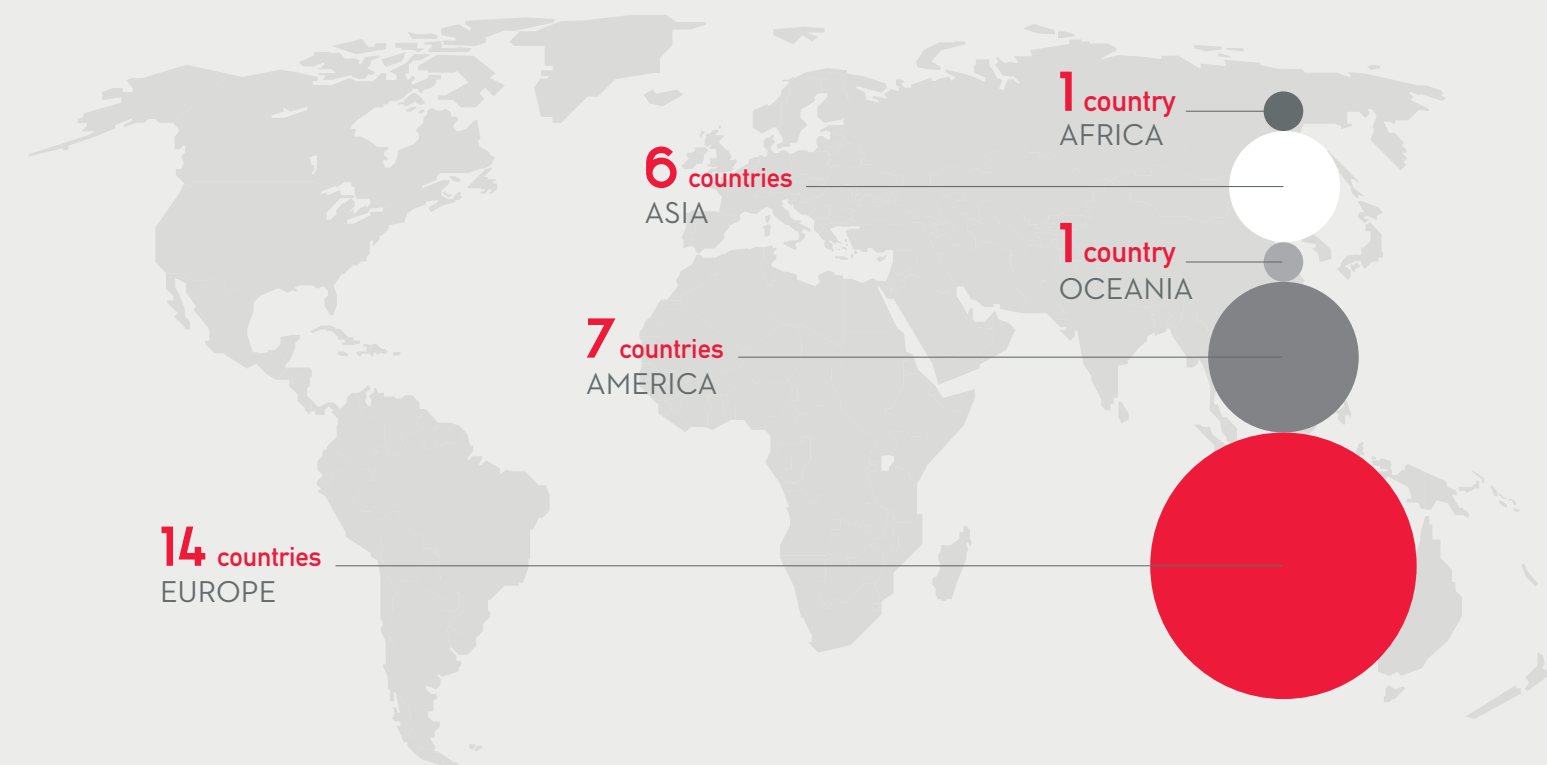 1 country
AFRICA
6 countries
ASIA
1 country
OCEANIA
7 countries
AMERICA
14 countries
EUROPE